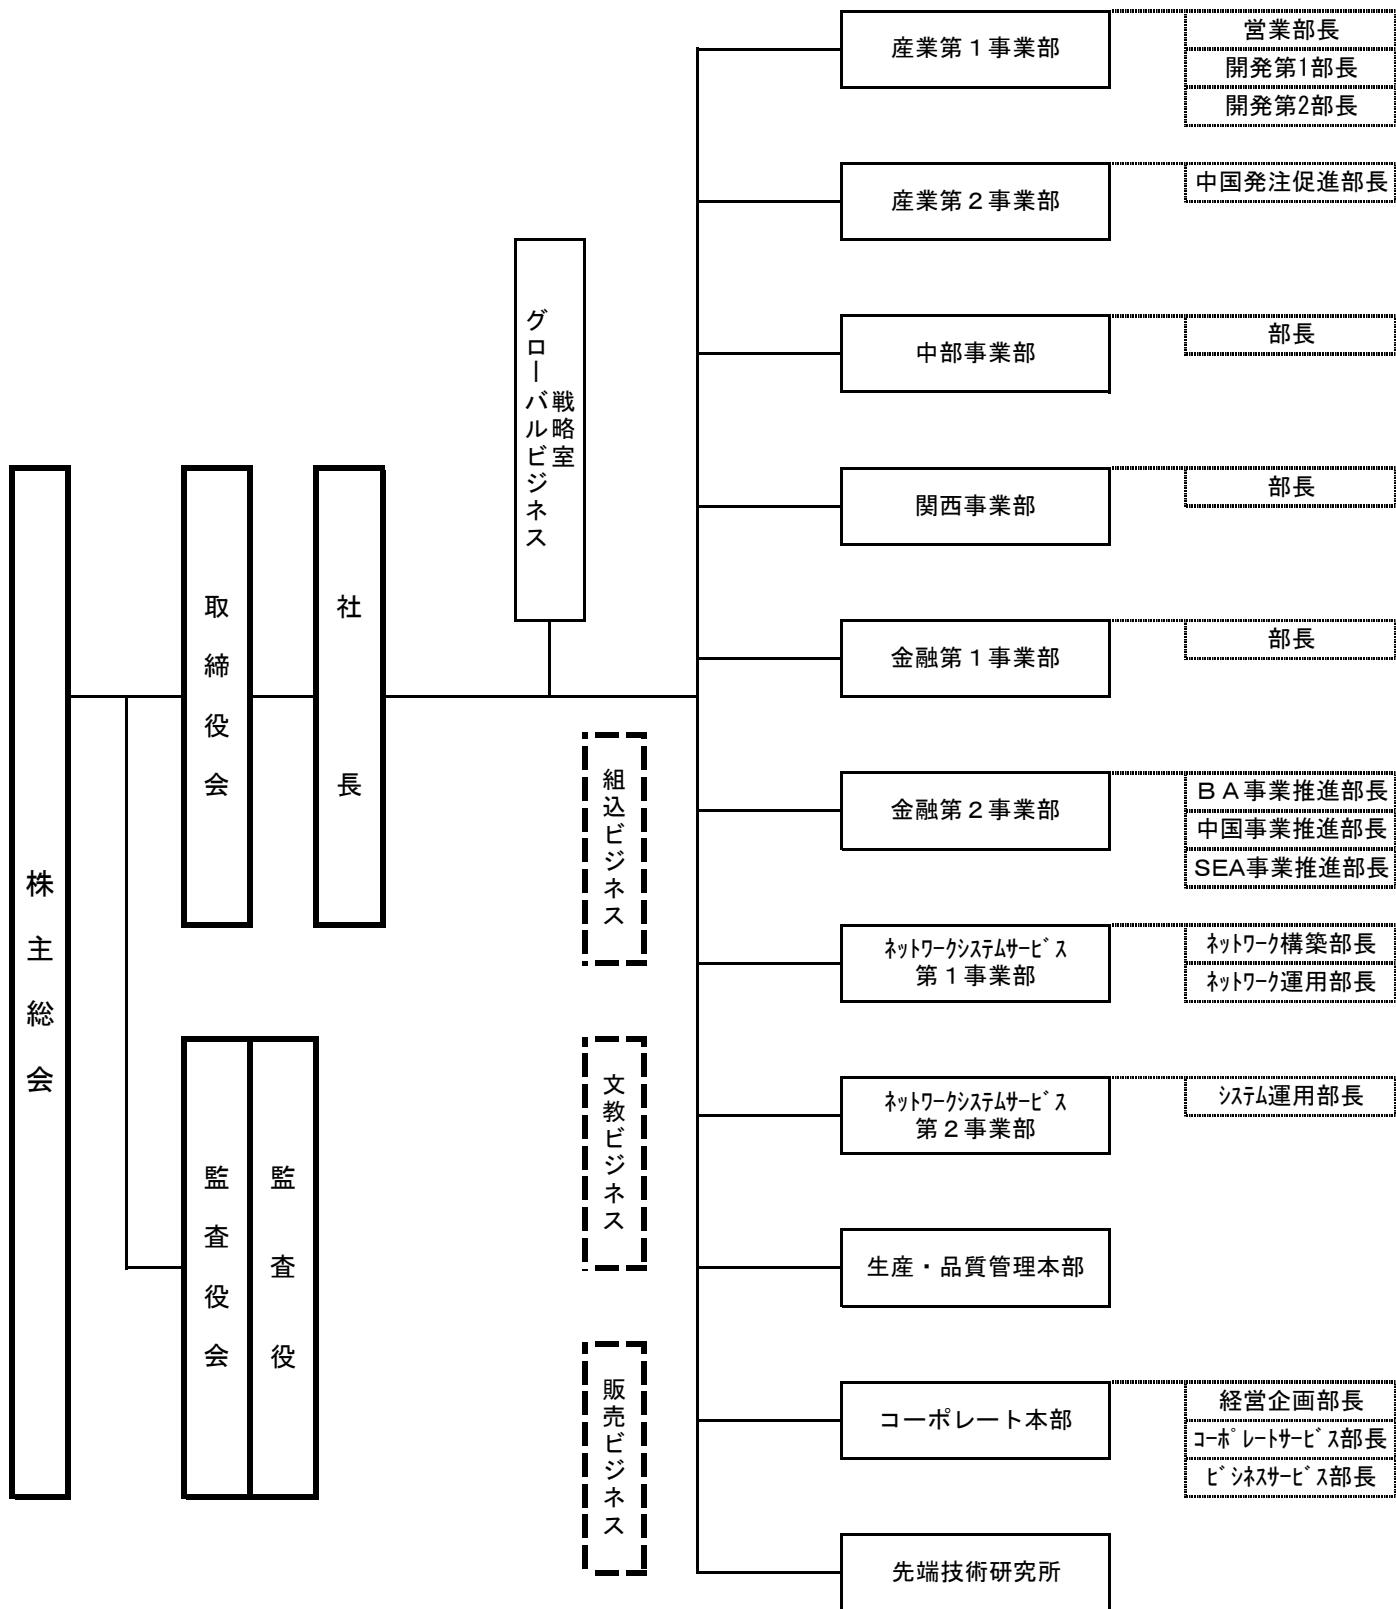 株主総会
取締役会
監査役会
監査役
社長
グローバルビジネス
戦略室
組込ビジネス
文教ビジネス
販売ビジネス
産業第１事業部
営業部長
開発第1部長
開発第2部長
産業第２事業部
中国発注促進部長
中部事業部
部長
関西事業部
部長
金融第１事業部
部長
金融第２事業部
ＢＡ事業推進部長
中国事業推進部長
SEA事業推進部長
ﾈｯﾄﾜｰｸｼｽﾃﾑｻｰﾋﾞｽ
第１事業部
ﾈｯﾄﾜｰｸ構築部長
ﾈｯﾄﾜｰｸ運用部長
ﾈｯﾄﾜｰｸｼｽﾃﾑｻｰﾋﾞｽ
第２事業部
ｼｽﾃﾑ運用部長
生産・品質管理本部
コーポレート本部
経営企画部長
ｺｰﾎﾟﾚｰﾄｻｰﾋﾞｽ部長
ﾋﾞｼﾞﾈｽｻｰﾋﾞｽ部長
先端技術研究所